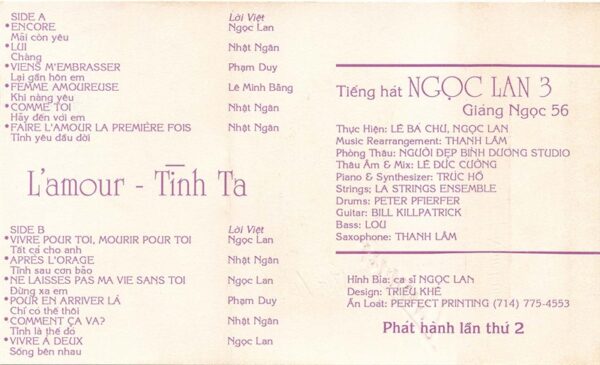 SIDE A Lời Việt
•ENCORE Ngọc Lan
Mãi còn yêu
•LUI Nhật Ngân
Chàng
•VIENS M'EMBRASSER Phạm Duy
Lại gần hôn em
•FEMME AMOUREUSE Lê Minh Bằng
Khi nàng yêu
•COMME TOI Nhật Ngân
Hãy đến với em
•FAIRE L'AMOUR LA PREMIÈRE FOIS Nhật Ngân
Tình yêu đầu đời
L'amour - Tình Ta
SIDE B Lời Việt
•VIVRE POUR TOI, MOURIR POUR TOI Ngọc Lan
Tất cả cho anh
•APRÈS L'ORAGE Nhật Ngân
Tình sau cơn bão
•NE LAISSES PAS MA VIE SANS TOI Ngọc Lan
Đừng xa em
•POUR EN ARRIVER LÁ Phạm Duy
Chỉ có thế thôi
•COMMENT ÇA VA? Nhật Ngân
Tình là thế đó
•VIVRE Á DEUX Ngọc Lan
Sống bên nhau
Tiếng hát NGỌC LAN 3
Giáng Ngọc 56
Thực Hiện: LÊ BÁ CHƯ, NGỌC LAN
Music Rearrangement: THANH LÂM
Phòng Thâu: NGƯỜI ĐẸP BÌNH DƯƠNG STUDIO
Thâu Âm & Mix: LÊ ĐỨC CƯỜNG
Piano & Synthesizer: TRÚC HỒ
Strings; LA STRINGS ENSEMBLE
Drums: PETER PFIERFER
Guitar: BILL KILLPATRICK
Bass: LOU
Saxophone: THANH LÂM
Hình Bìa: ca sĩ NGỌC LAN
Design: TRIỀU KHÊ
Ấn Loát: PERFECT PRINTING (714) 775-4553
Phát hành lần thứ 2